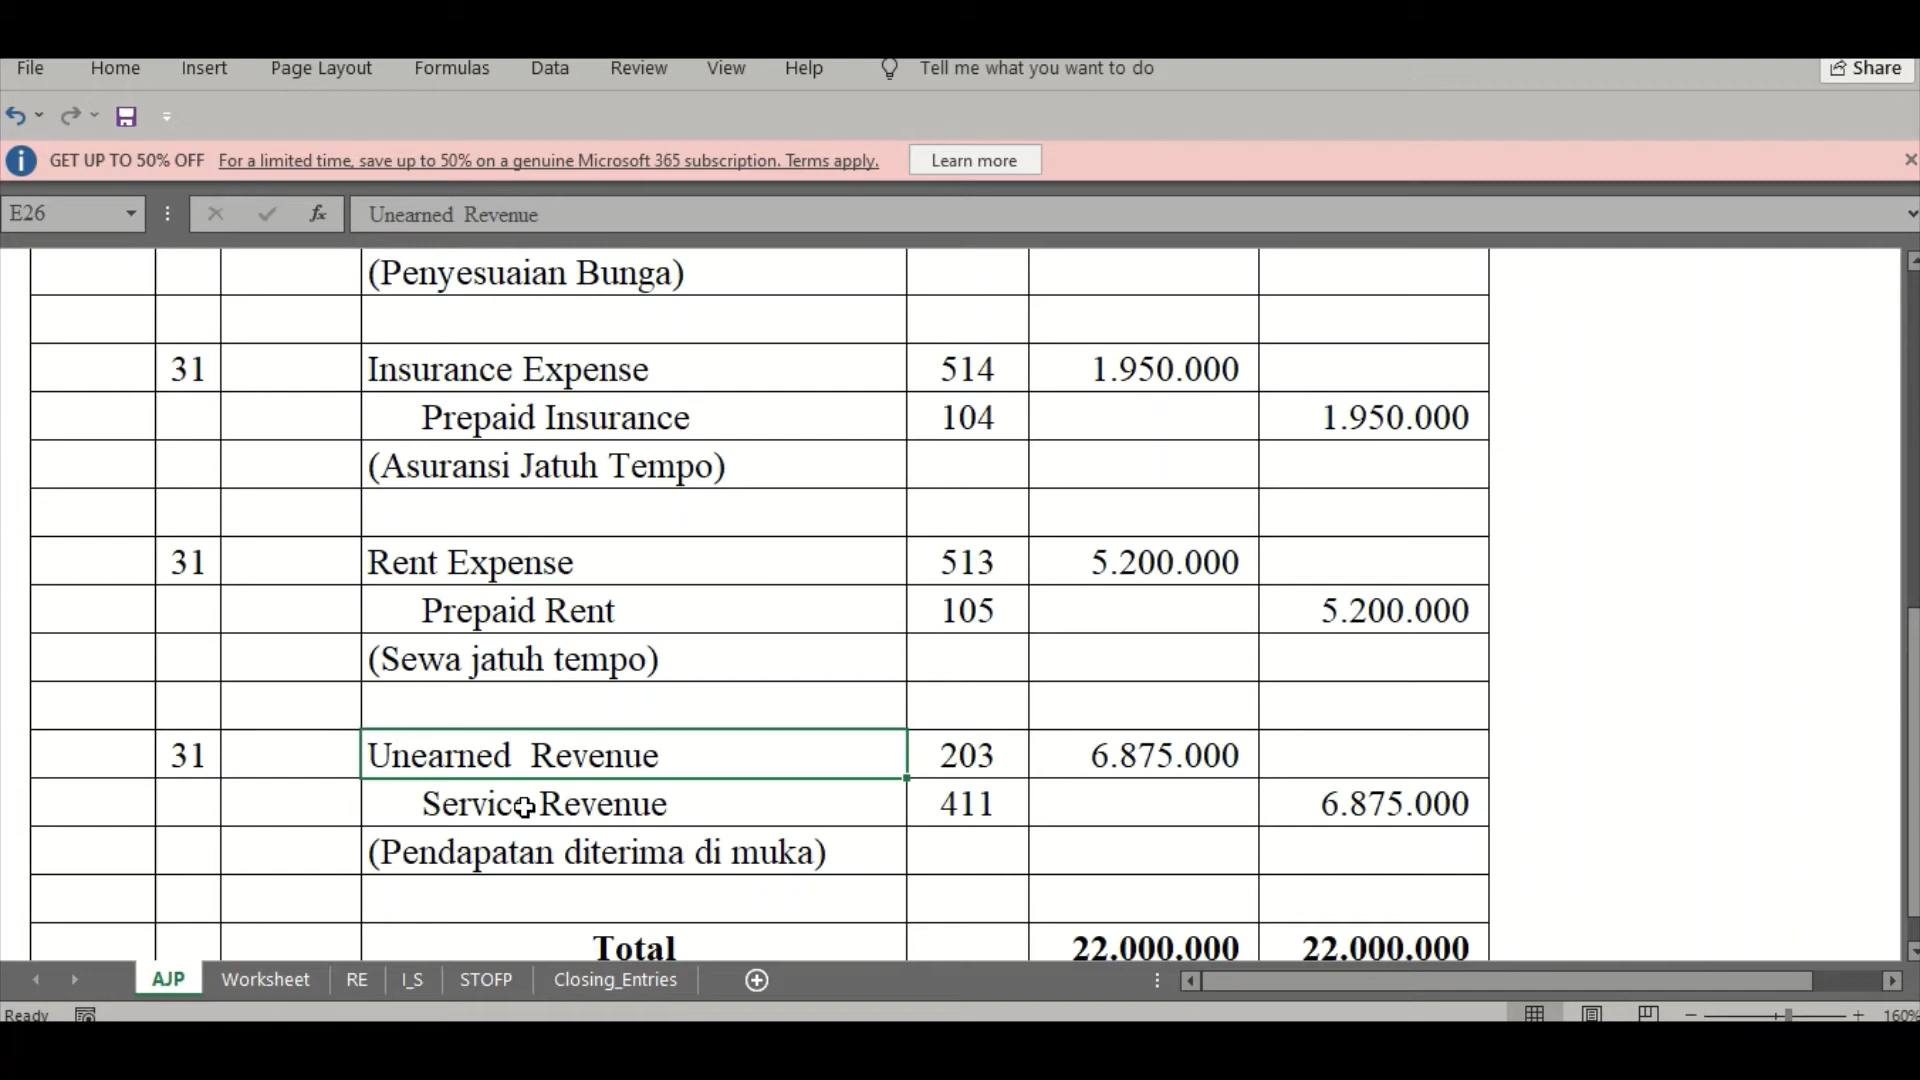 File Home Insert Page Layout Formulas Data Review View Help Tell me what you want to do Share
GET UP TO 50% OFF For a limited time, save up to 50% on a genuine Microsoft 365 subscription. Terms apply. Learn more
E26 fx Unearned  Revenue
(Penyesuaian Bunga)
31 Insurance Expense 514 1.950.000
Prepaid Insurance 104 1.950.000
(Asuransi Jatuh Tempo)
31 Rent Expense 513 5.200.000
Prepaid Rent 105 5.200.000
(Sewa jatuh tempo)
31 Unearned  Revenue 203 6.875.000
Service Revenue 411 6.875.000
(Pendapatan diterima di muka)
Total 22.000.000 22.000.000
AJP Worksheet RE I_S STOFP Closing_Entries
Ready 160%